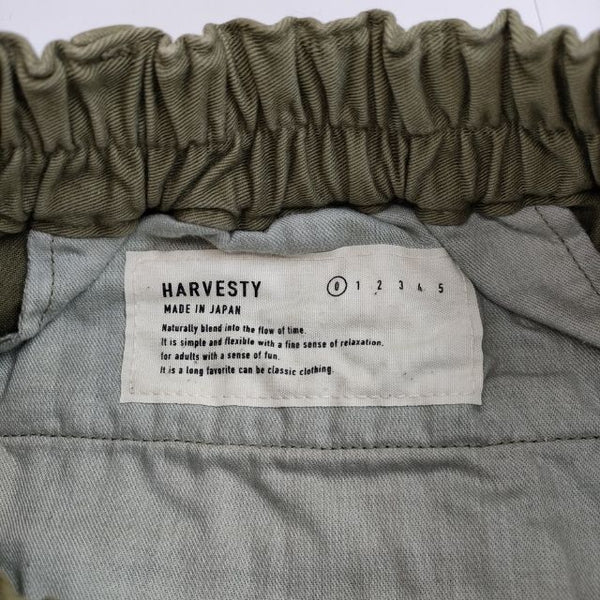 HARVESTY 0 1 2 3 4 5
MADE IN JAPAN
Naturally blend into the flow of time.
It is simple and flexible with a fine sense of relaxation.
for adults with a sense of fun.
It is a long favorite can be classic clothing.